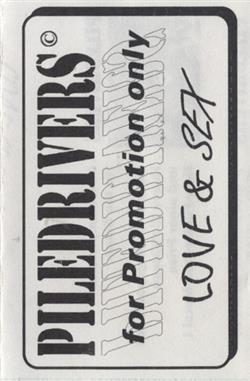 PILEDRIVERS©
for Promotion only
LOVE & SEX